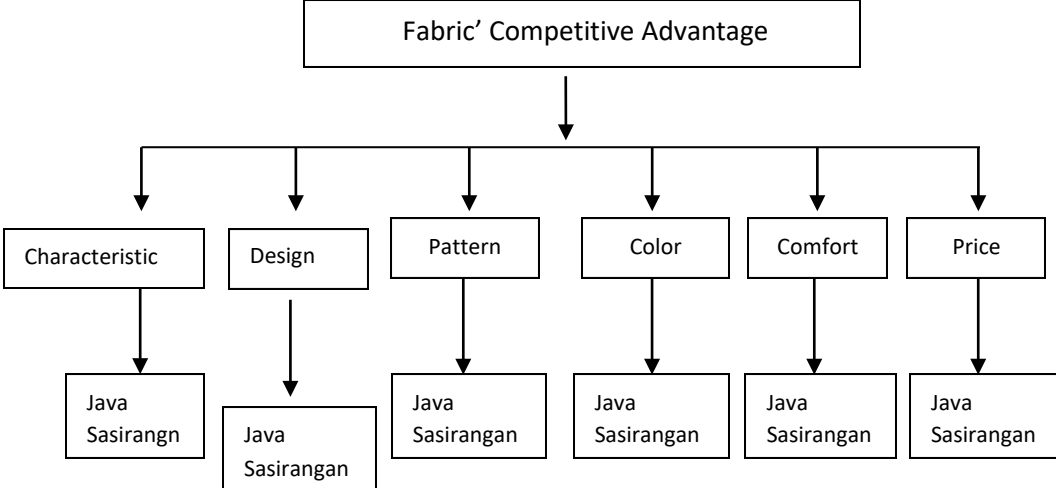 Fabric’ Competitive Advantage
Characteristic
Design
Pattern
Color
Comfort
Price
Java
Sasirangn
Java
Sasirangan
Java
Sasirangan
Java
Sasirangan
Java
Sasirangan
Java
Sasirangan